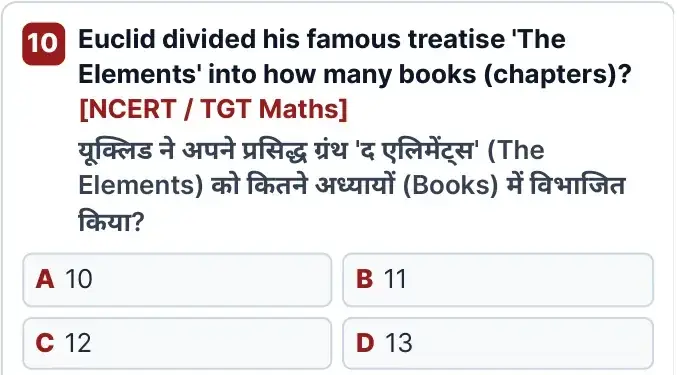 10 Euclid divided his famous treatise 'The
Elements' into how many books (chapters)?
[NCERT / TGT Maths]
यूक्लिड ने अपने प्रसिद्ध ग्रंथ 'द एलिमेंट्स' (The
Elements) को कितने अध्यायों (Books) में विभाजित
किया?
A 10
B 11
C 12
D 13